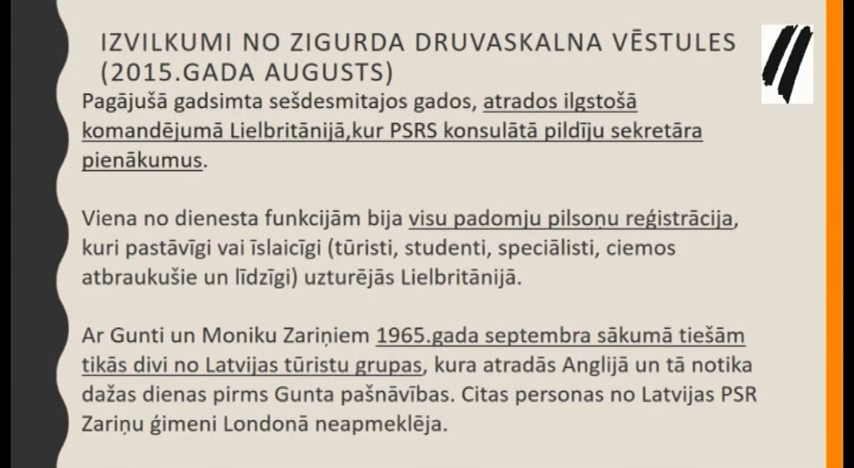 IZVILKUMI NO ZIGURDA DRUVASKALNA VĒSTULES
(2015.GADA AUGUSTS)
Pagājušā gadsimta sešdesmitajos gados, atrados ilgstošā
komandējumā Lielbritānijā,kur PSRS konsulātā pildīju sekretāra
pienākumus.
Viena no dienesta funkcijām bija visu padomju pilsoņu reģistrācija,
kuri pastāvīgi vai īslaicīgi (tūristi, studenti, speciālisti, ciemos
atbraukušie un līdzīgi) uzturējās Lielbritānijā.
Ar Gunti un Moniku Zariņiem 1965.gada septembra sākumā tiešām
tikās divi no Latvijas tūristu grupas, kura atradās Anglijā un tā notika
dažas dienas pirms Gunta pašnāvības. Citas personas no Latvijas PSR
Zariņu ģimeni Londonā neapmeklēja.